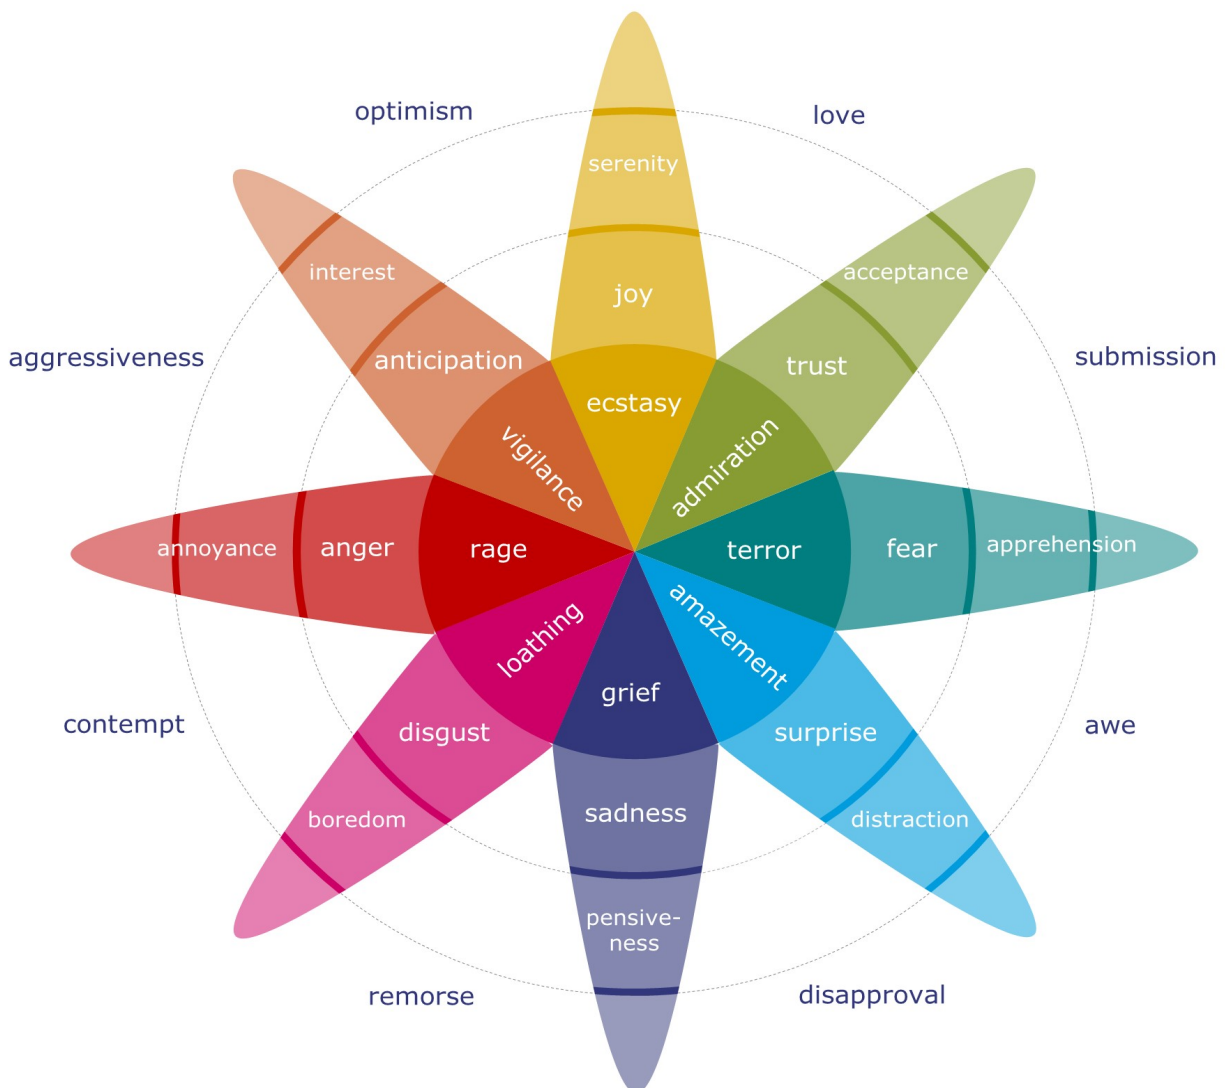 optimism
love
serenity
interest
acceptance
joy
anticipation
trust
aggressiveness
submission
ecstasy
vigilance
admiration
annoyance
anger
rage
terror
fear
apprehension
loathing
amazement
grief
disgust
surprise
contempt
awe
boredom
sadness
distraction
pensive-
ness
remorse
disapproval